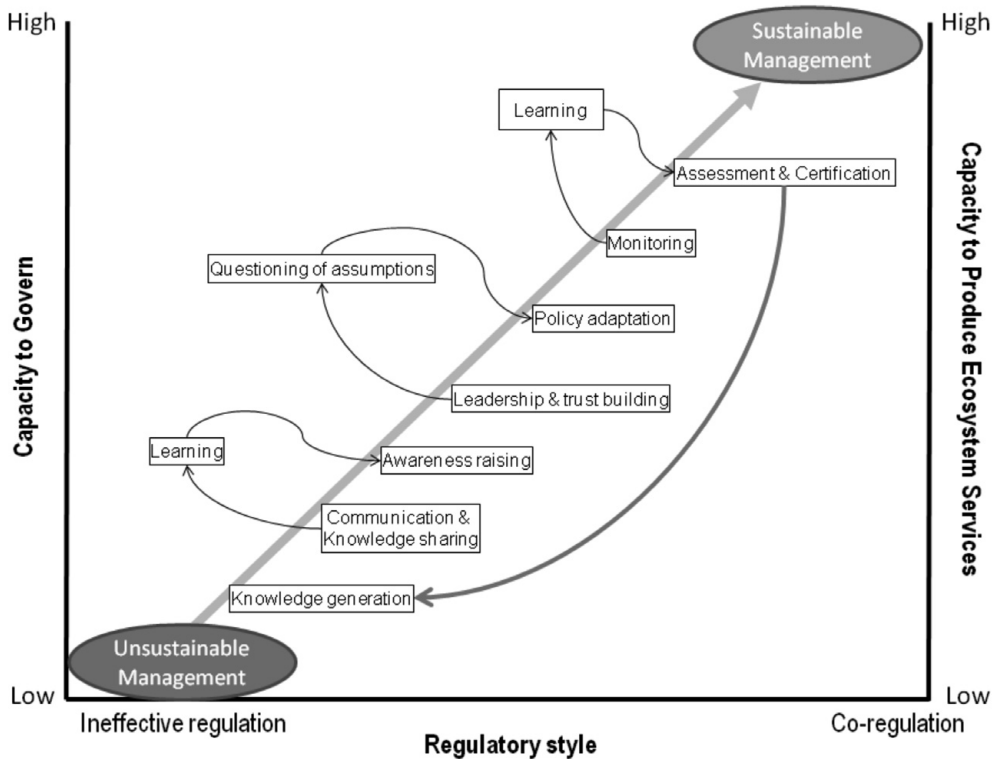 High
High
Sustainable
Management
Learning
Assessment & Certification
Monitoring
Questioning of assumptions
Policy adaptation
Leadership & trust building
Learning
Awareness raising
Communication &
Knowledge sharing
Knowledge generation
Unsustainable
Management
Capacity to Govern
Capacity to Produce Ecosystem Services
Low
Low
Ineffective regulation
Co-regulation
Regulatory style